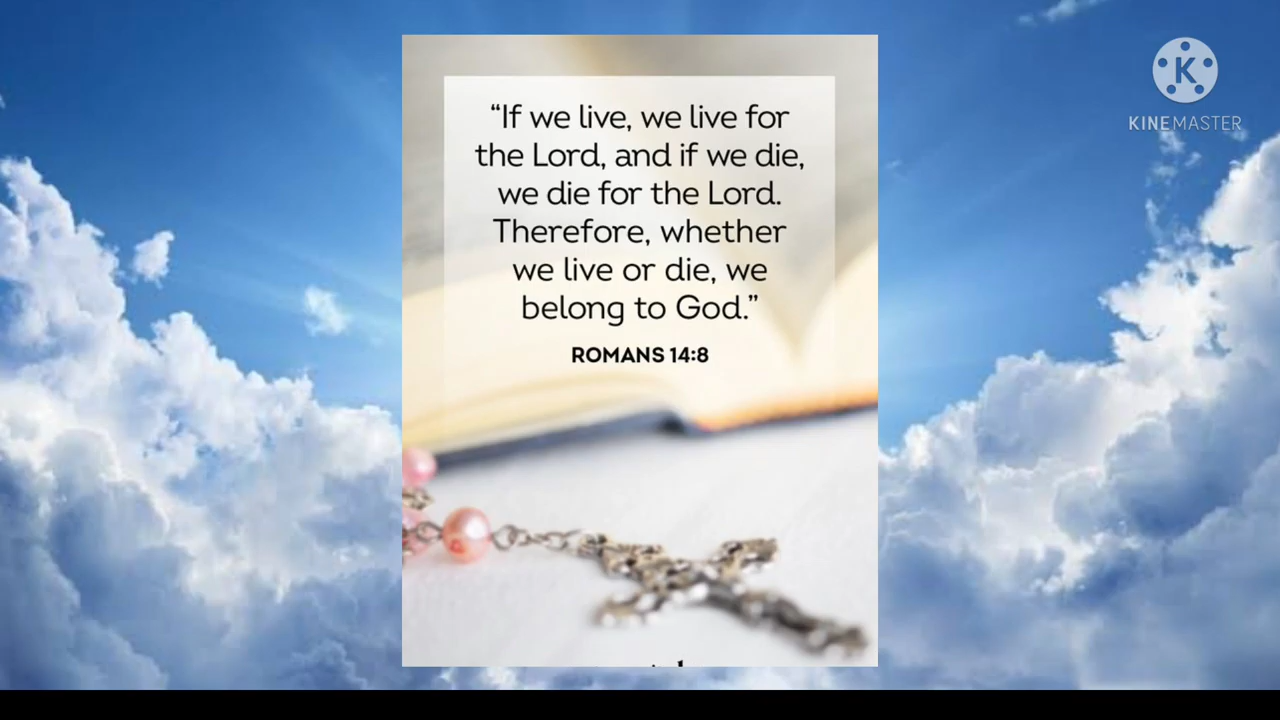 “If we live, we live for
the Lord, and if we die,
we die for the Lord.
Therefore, whether
we live or die, we
belong to God.”
ROMANS 14:8
KINEMASTER